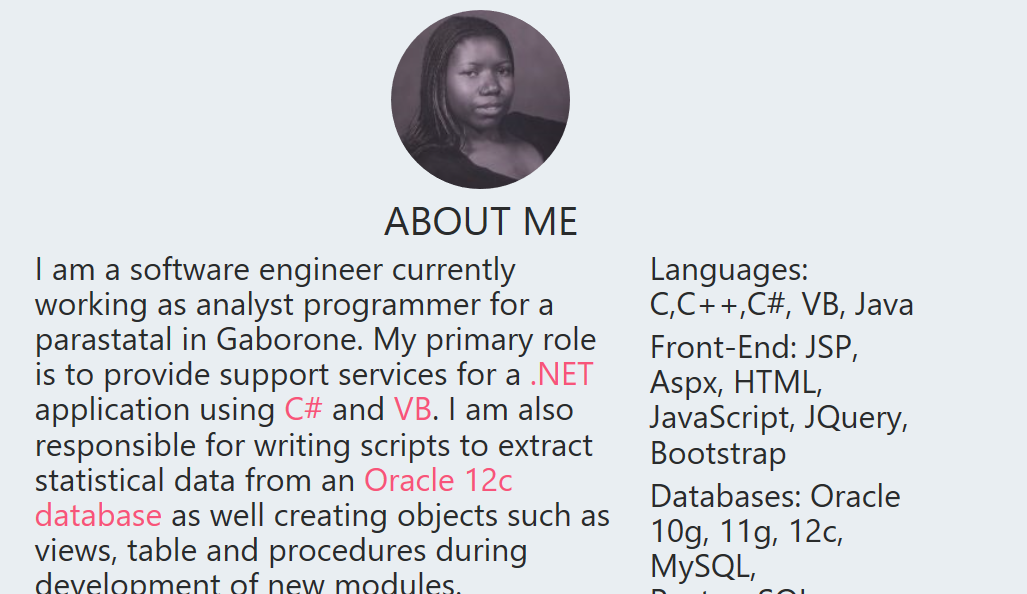 ABOUT ME
I am a software engineer currently
working as analyst programmer for a
parastatal in Gaborone. My primary role
is to provide support services for a .NET
application using C# and VB. I am also
responsible for writing scripts to extract
statistical data from an Oracle 12c
database as well creating objects such as
views, table and procedures during
development of new modules.
Languages:
C,C++,C#, VB, Java
Front-End: JSP,
Aspx, HTML,
JavaScript, JQuery,
Bootstrap
Databases: Oracle
10g, 11g, 12c,
MySQL,